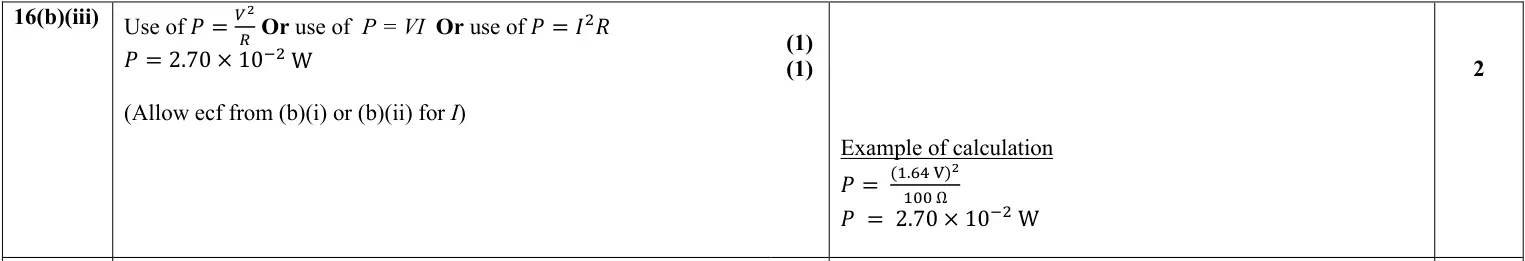 16(b)(iii)
Use of P = V²/R Or use of P = VI Or use of P = I²R
(1)
P = 2.70 × 10⁻² W
(1)
2
(Allow ecf from (b)(i) or (b)(ii) for I)
Example of calculation
P = (1.64 V)²/100 Ω
P = 2.70 × 10⁻² W